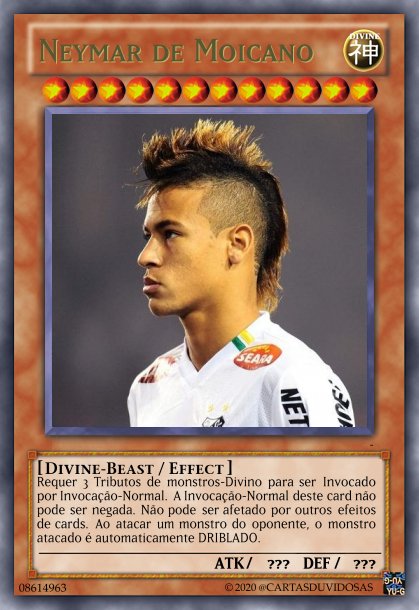 Neymar de Moicano
DIVINE
神
SEARA
NET
[Divine-Beast / Effect]
Requer 3 Tributos de monstros-Divino para ser Invocado
por Invocação-Normal. A Invocação-Normal deste card não
pode ser negada. Não pode ser afetado por outros efeitos
de cards. Ao atacar um monstro do oponente, o monstro
atacado é automaticamente DRIBLADO.
ATK / ??? DEF / ???
08614963
©2020 @CARTASDUVIDOSAS